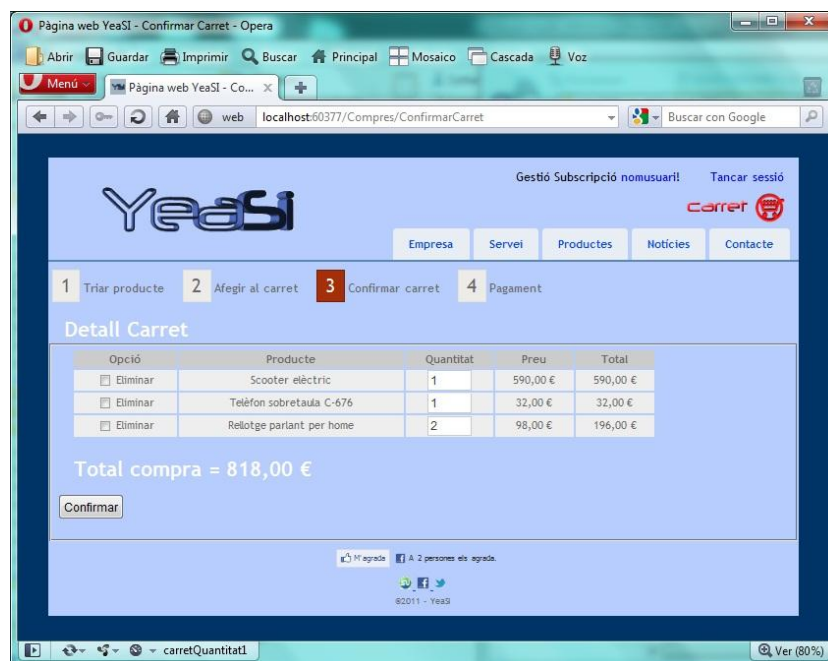 Pàgina web YeaSI - Confirmar Carret - Opera
Abrir Guardar Imprimir Buscar Principal Mosaico Cascada Voz
Menú Pàgina web YeaSI - Co...
web localhost:60377/Compres/ConfirmarCarret Buscar con Google
Gestió Subscripció nomusuari! Tancar sessió
YeaSi
carret
Empresa Servei Productes Notícies Contacte
1 Triar producte 2 Afegir al carret 3 Confirmar carret 4 Pagament
Detall Carret
Opció Producte Quantitat Preu Total
Eliminar Scooter elèctric 1 590,00 € 590,00 €
Eliminar Telèfon sobretaula C-676 1 32,00 € 32,00 €
Eliminar Rellotge parlant per home 2 98,00 € 196,00 €
Total compra = 818,00 €
Confirmar
M'agrada A 2 persones els agrada.
©2011 - YeaSI
carretQuantitat1 Ver (80%)